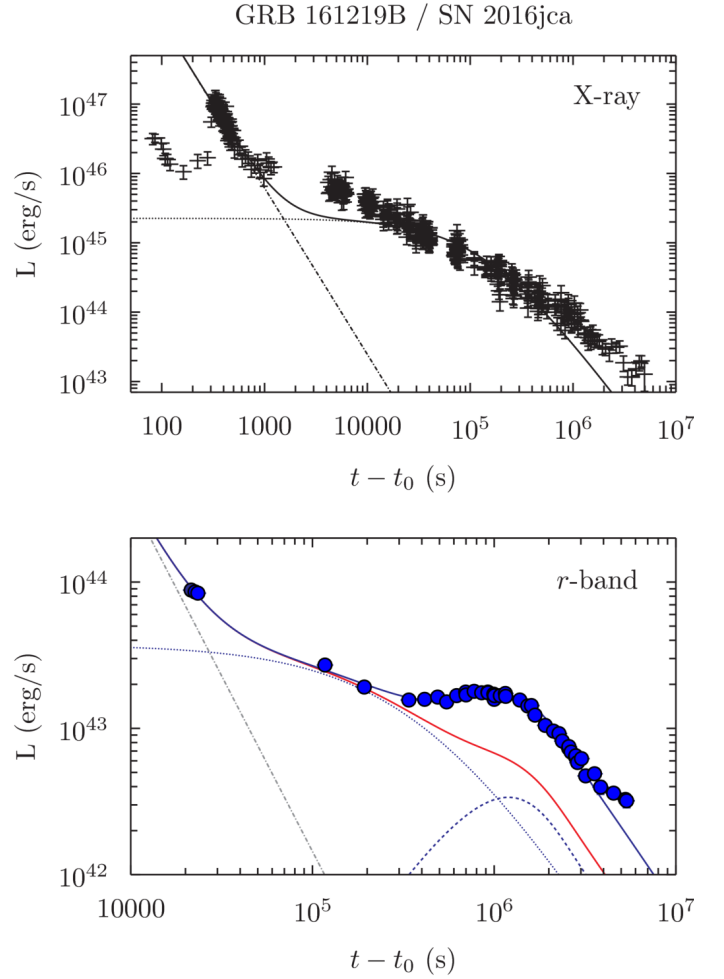 GRB 161219B / SN 2016jca
X-ray
10^47
10^46
10^45
10^44
10^43
L (erg/s)
100 1000 10000 10^5 10^6 10^7
t − t_0 (s)
r-band
10^44
10^43
10^42
L (erg/s)
10000 10^5 10^6 10^7
t − t_0 (s)